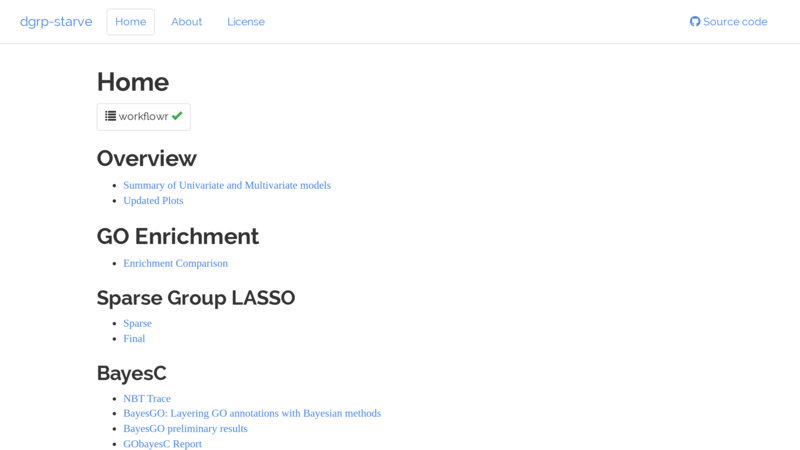 dgrp-starve Home About License Source code
Home
workflowr
Overview
Summary of Univariate and Multivariate models
Updated Plots
GO Enrichment
Enrichment Comparison
Sparse Group LASSO
Sparse
Final
BayesC
NBT Trace
BayesGO: Layering GO annotations with Bayesian methods
BayesGO preliminary results
GObayesC Report